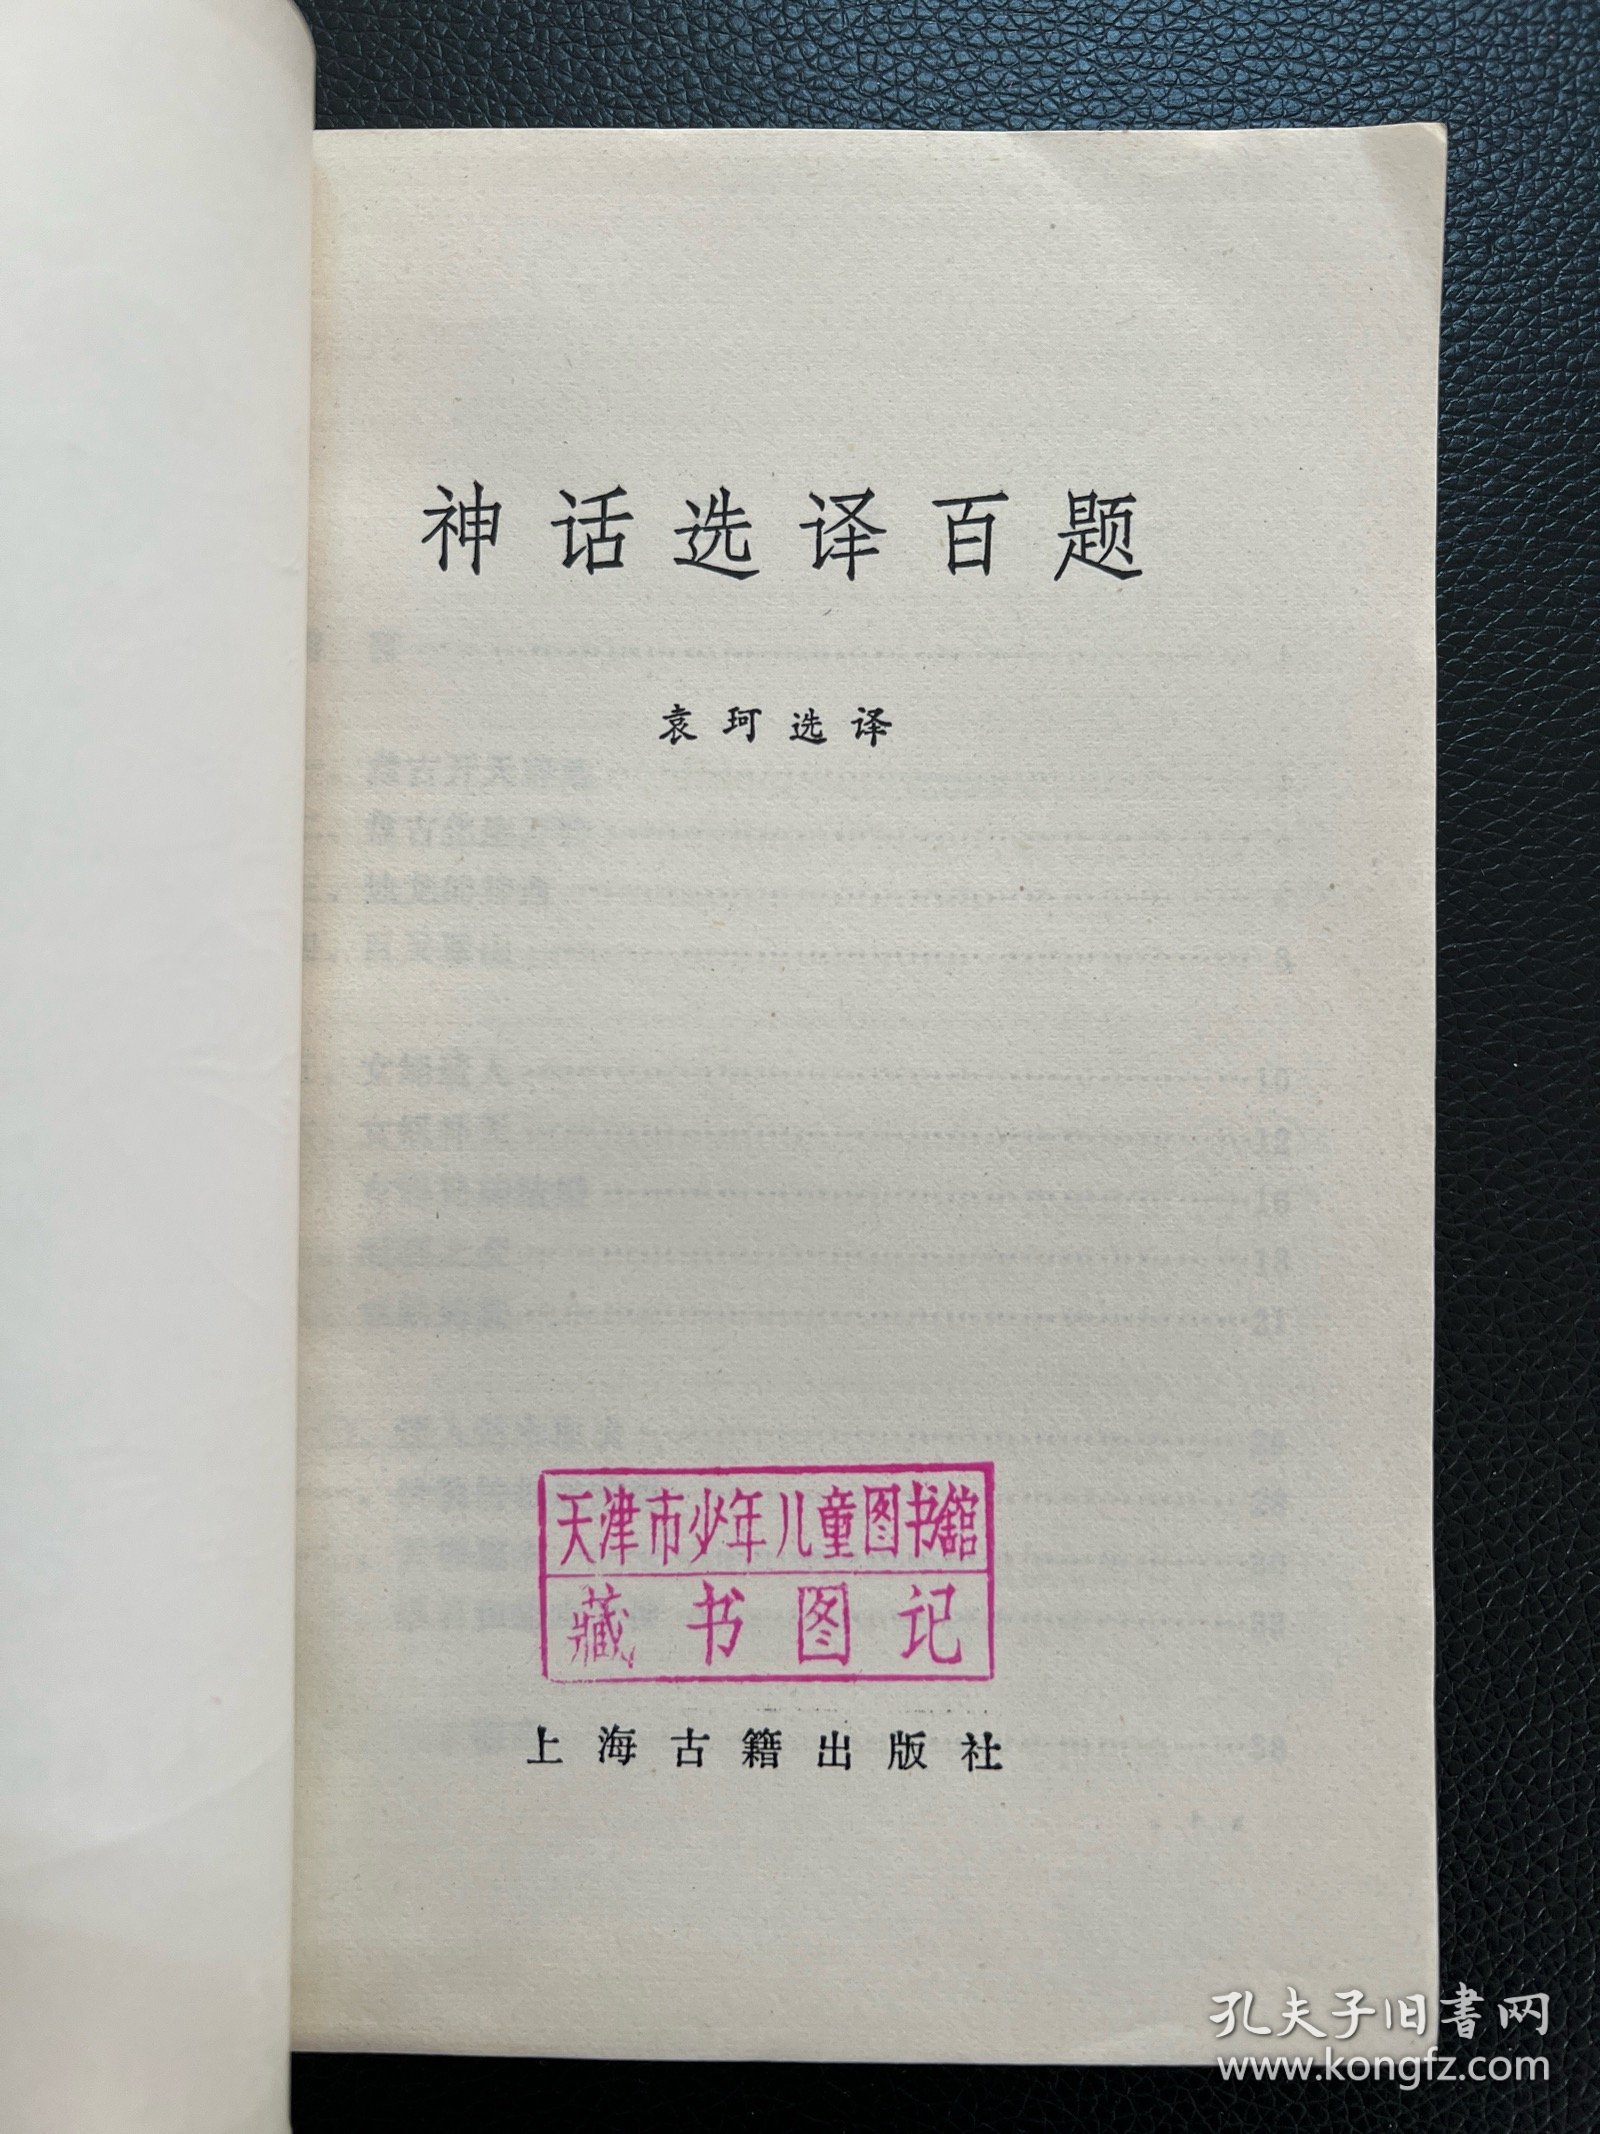 神话选译百题
袁珂选译
天津市少年儿童图书館
藏书图记
上海古籍出版社
孔夫子旧書网
www.kongfz.com